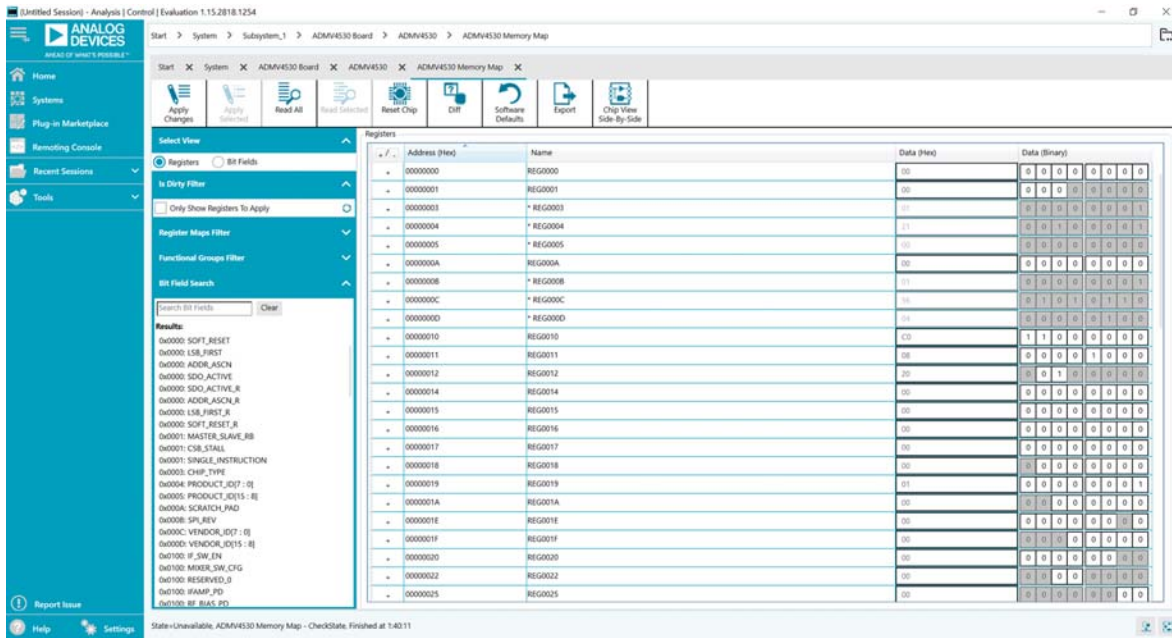 (Untitled Session) - Analysis | Control | Evaluation 1.15.2818.1254
ANALOG DEVICES
AHEAD OF WHAT'S POSSIBLE™
Home
Systems
Plug-in Marketplace
Remoting Console
Recent Sessions
Tools
Report Issue
Help Settings
Start > System > Subsystem_1 > ADMV4530 Board > ADMV4530 > ADMV4530 Memory Map
Start X System X ADMV4530 Board X ADMV4530 X ADMV4530 Memory Map X
Apply Changes
Apply Selected
Read All
Read Selected
Reset Chip
Diff
Software Defaults
Export
Chip View Side-By-Side
Select View
Registers Bit Fields
Is Dirty Filter
Only Show Registers To Apply
Register Maps Filter
Functional Groups Filter
Bit Field Search
Search Bit Fields Clear
Results:
0x0000: SOFT_RESET
0x0000: LSB_FIRST
0x0000: ADDR_ASCN
0x0000: SDO_ACTIVE
0x0000: SDO_ACTIVE_R
0x0000: ADDR_ASCN_R
0x0000: LSB_FIRST_R
0x0000: SOFT_RESET_R
0x0001: MASTER_SLAVE_RB
0x0001: CSB_STALL
0x0001: SINGLE_INSTRUCTION
0x0003: CHIP_TYPE
0x0004: PRODUCT_ID[7 : 0]
0x0005: PRODUCT_ID[15 : 8]
0x000A: SCRATCH_PAD
0x000B: SPI_REV
0x000C: VENDOR_ID[7 : 0]
0x000D: VENDOR_ID[15 : 8]
0x0100: IF_SW_EN
0x0100: MIXER_SW_CFG
0x0100: RESERVED_0
0x0100: IFAMP_PD
0x0100: RF_BIAS_PD
Registers
+/- Address (Hex) Name Data (Hex) Data (Binary)
+ 00000000 REG0000 00 0 0 0 0 0 0 0 0
+ 00000001 REG0001 00 0 0 0 0 0 0 0 0
+ 00000003 * REG0003 01 0 0 0 0 0 0 0 1
+ 00000004 * REG0004 21 0 0 1 0 0 0 0 1
+ 00000005 * REG0005 00 0 0 0 0 0 0 0 0
+ 0000000A REG000A 00 0 0 0 0 0 0 0 0
+ 0000000B * REG000B 01 0 0 0 0 0 0 0 1
+ 0000000C * REG000C 56 0 1 0 1 0 1 1 0
+ 0000000D * REG000D 04 0 0 0 0 0 1 0 0
+ 00000010 REG0010 C0 1 1 0 0 0 0 0 0
+ 00000011 REG0011 08 0 0 0 0 1 0 0 0
+ 00000012 REG0012 20 0 0 1 0 0 0 0 0
+ 00000014 REG0014 00 0 0 0 0 0 0 0 0
+ 00000015 REG0015 00 0 0 0 0 0 0 0 0
+ 00000016 REG0016 00 0 0 0 0 0 0 0 0
+ 00000017 REG0017 00 0 0 0 0 0 0 0 0
+ 00000018 REG0018 00 0 0 0 0 0 0 0 0
+ 00000019 REG0019 01 0 0 0 0 0 0 0 1
+ 0000001A REG001A 00 0 0 0 0 0 0 0 0
+ 0000001E REG001E 00 0 0 0 0 0 0 0 0
+ 0000001F REG001F 00 0 0 0 0 0 0 0 0
+ 00000020 REG0020 00 0 0 0 0 0 0 0 0
+ 00000022 REG0022 00 0 0 0 0 0 0 0 0
+ 00000025 REG0025 00 0 0 0 0 0 0 0 0
State=Unavailable, ADMV4530 Memory Map - CheckState, Finished at 1:40:11